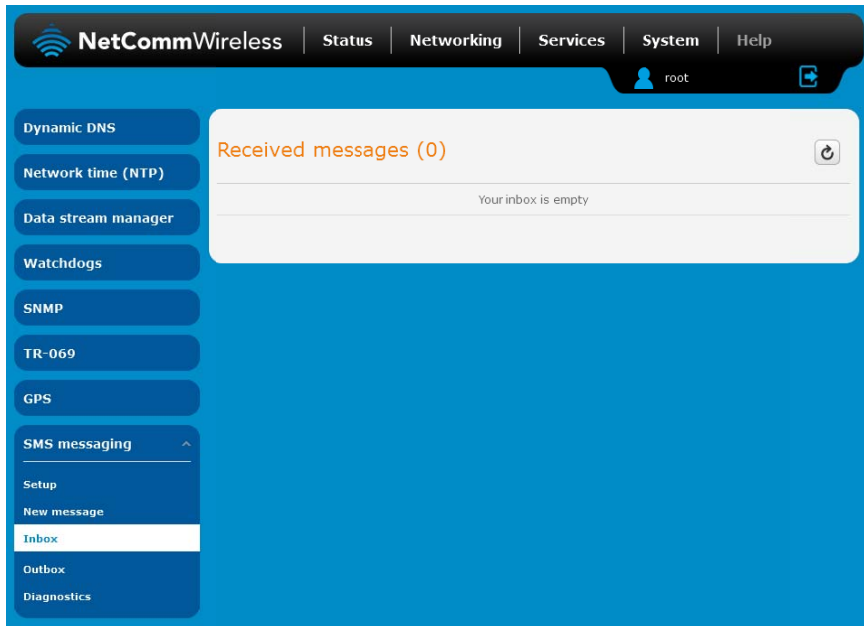 NetCommWireless Status Networking Services System Help
root
Dynamic DNS
Network time (NTP)
Data stream manager
Watchdogs
SNMP
TR-069
GPS
SMS messaging
Setup
New message
Inbox
Outbox
Diagnostics
Received messages (0)
Your inbox is empty